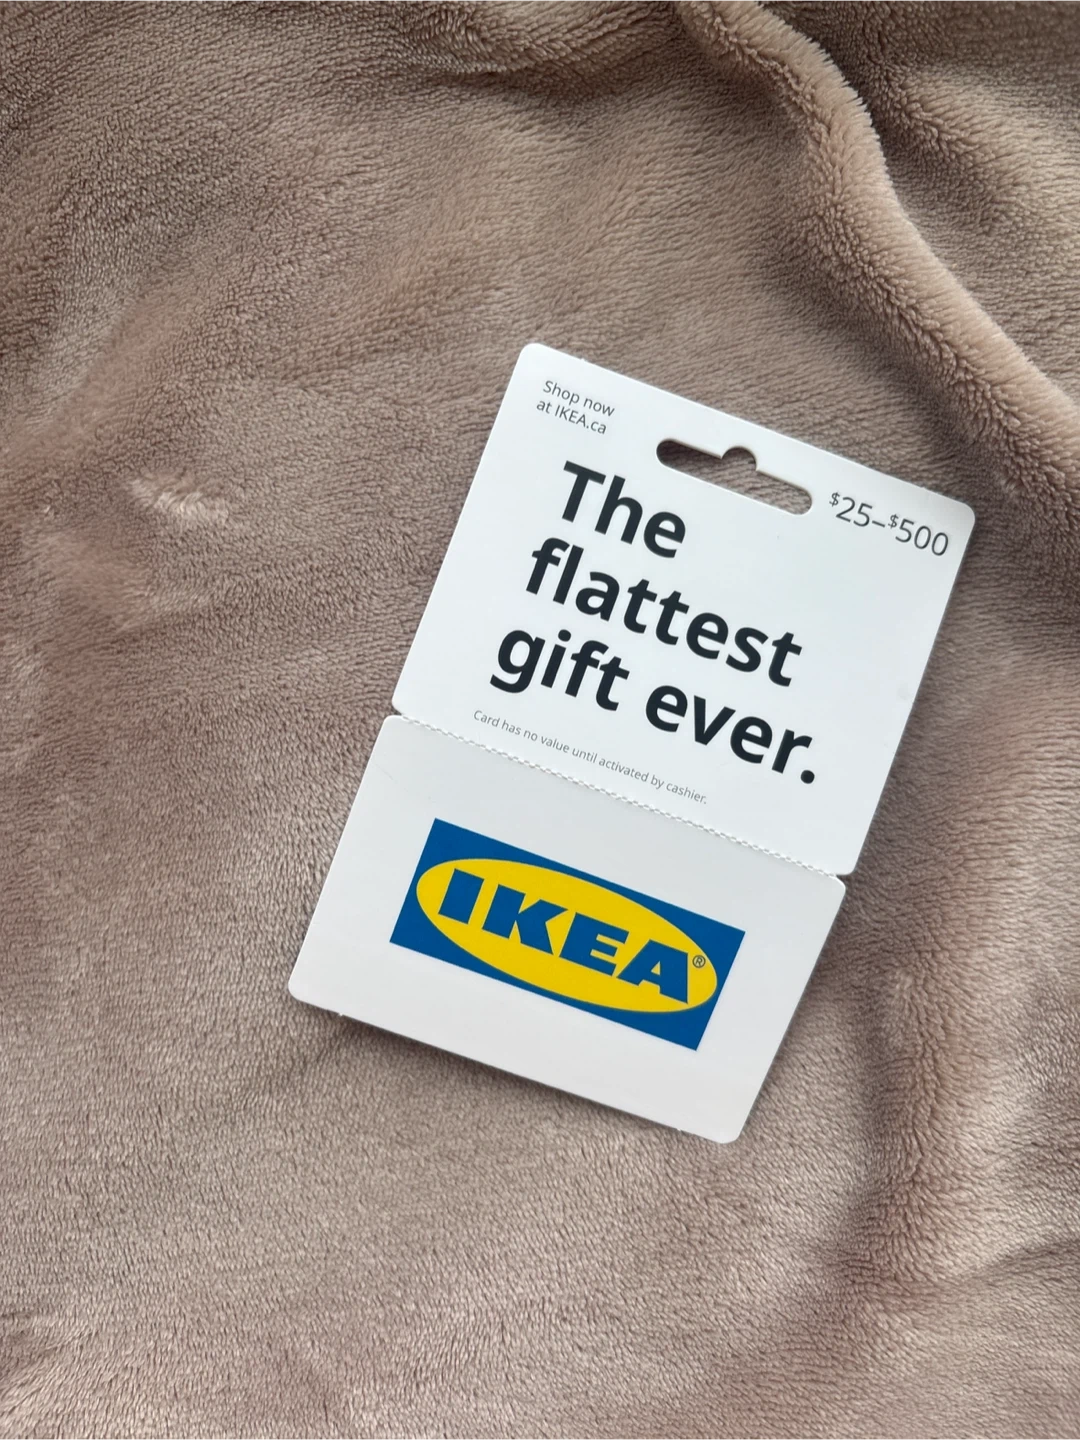 Shop now
at IKEA.ca
$25–$500
The
flattest
gift ever.
Card has no value until activated by cashier.
IKEA®